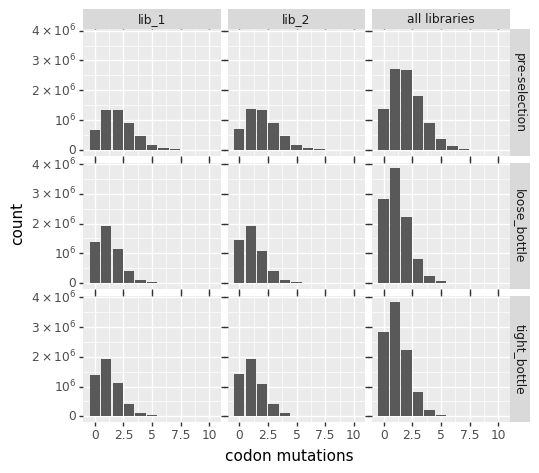 lib_1 lib_2 all libraries
4 × 10⁶
3 × 10⁶
2 × 10⁶
10⁶
0
pre-selection
4 × 10⁶
3 × 10⁶
2 × 10⁶
10⁶
0
loose_bottle
count
4 × 10⁶
3 × 10⁶
2 × 10⁶
10⁶
0
tight_bottle
0 2.5 5 7.5 10 0 2.5 5 7.5 10 0 2.5 5 7.5 10
codon mutations